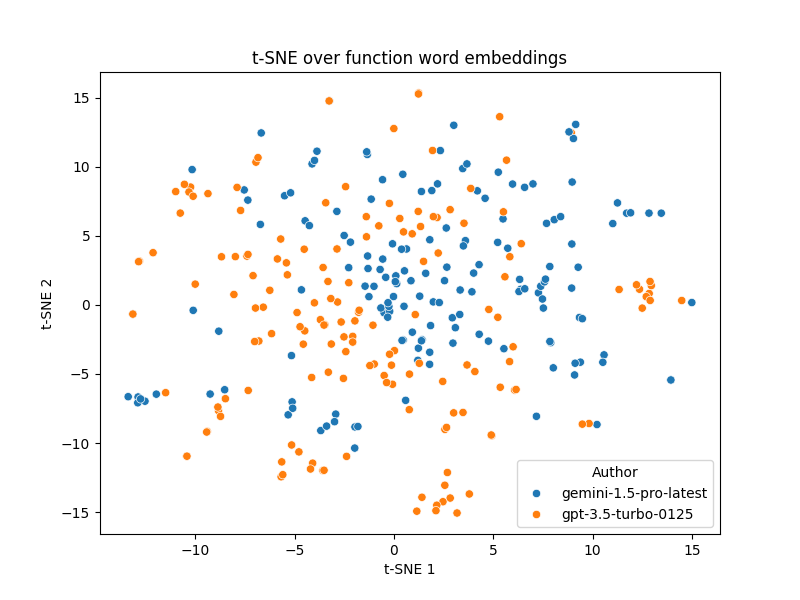 t-SNE over function word embeddings
t-SNE 2
15
10
5
0
−5
−10
−15
−10
−5
0
5
10
15
t-SNE 1
Author
gemini-1.5-pro-latest
gpt-3.5-turbo-0125